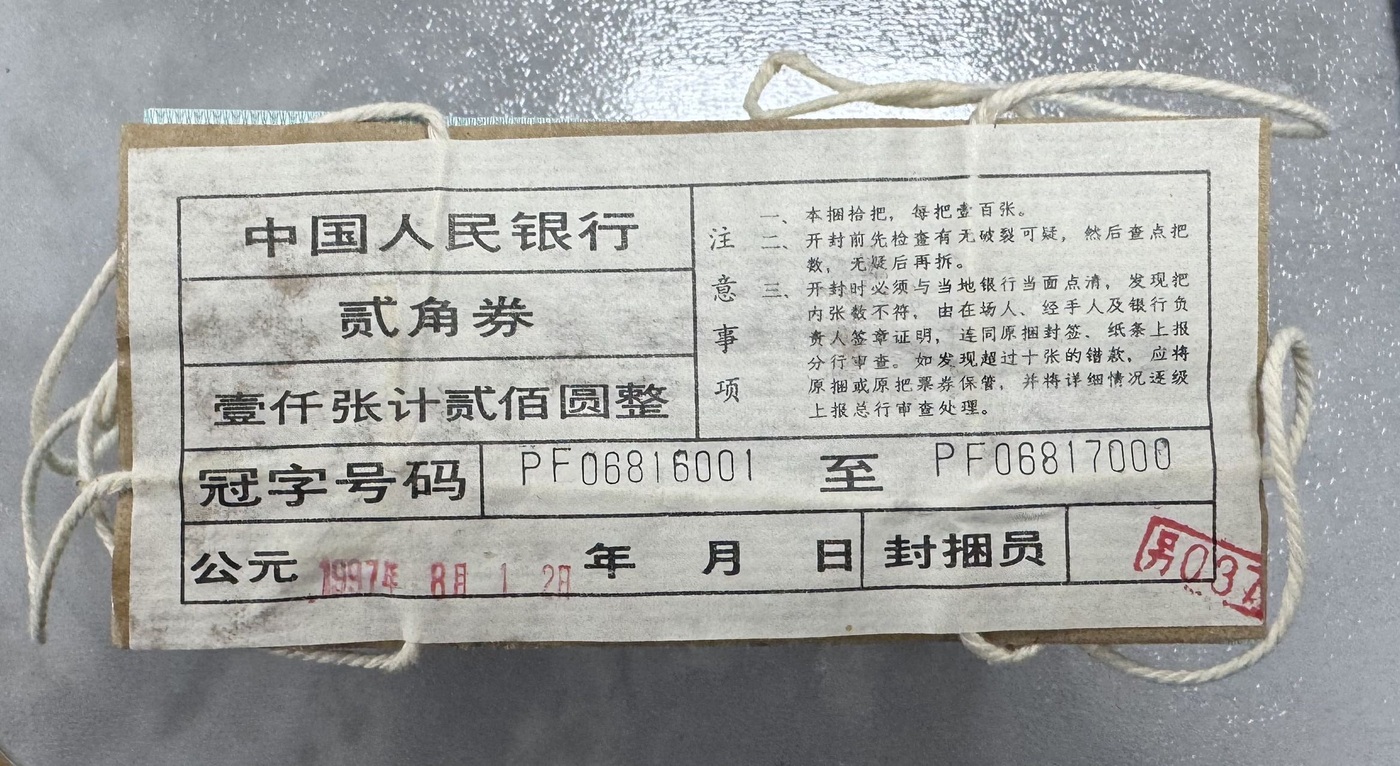 中国人民银行
贰角券
壹仟张计贰佰圆整
注意事项
一、本捆拾把，每把壹百张。
二、开封前先检查有无破裂可疑，然后查点把
数，无疑后再拆。
三、开封时必须与当地银行当面点清，发现把
内张数不符，由在场人、经手人及银行负
责人签章证明，连同原捆封签、纸条上报
分行审查。如发现超过十张的错款，应将
原捆或原把票券保管，并将详细情况逐级
上报总行审查处理。
冠字号码 PF06816001 至 PF06817000
公元 1997年 8月 12日 年 月 日 封捆员
037